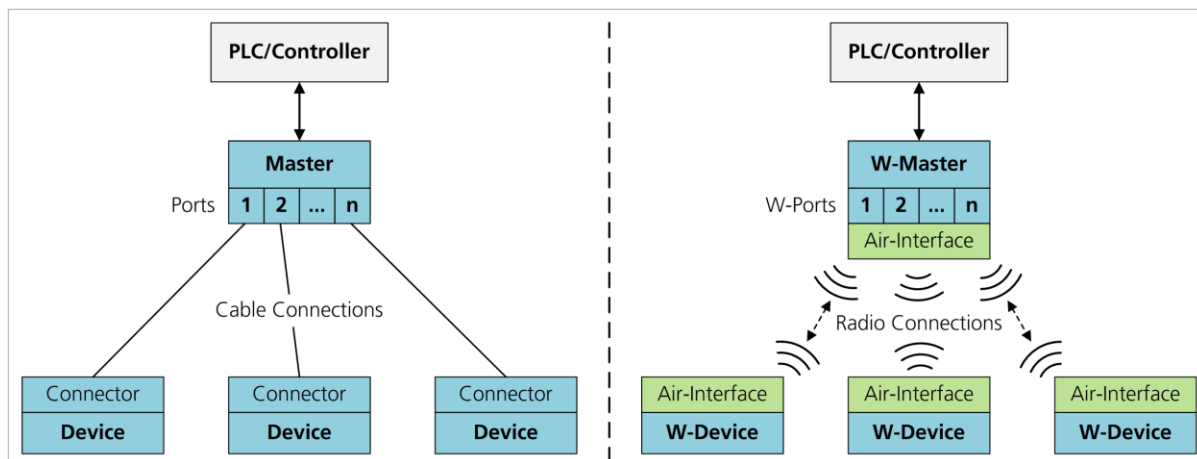 PLC/Controller
Master
Ports
1 2 ... n
Cable Connections
Connector
Device
Connector
Device
Connector
Device
PLC/Controller
W-Master
W-Ports
1 2 ... n
Air-Interface
Radio Connections
Air-Interface
W-Device
Air-Interface
W-Device
Air-Interface
W-Device